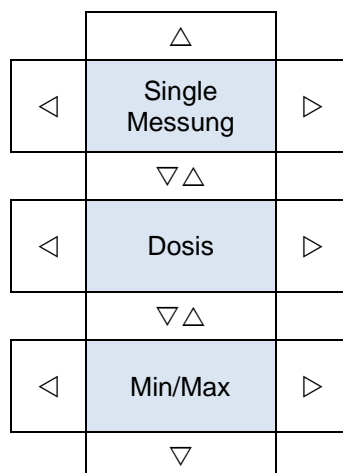 △
◁ Single Messung ▷
▽△
◁ Dosis ▷
▽△
◁ Min/Max ▷
▽